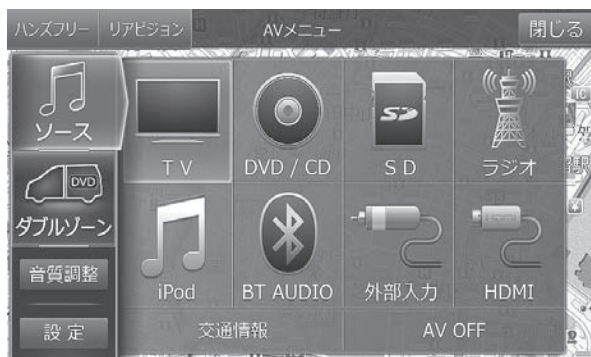 ハンズフリー リアビジョン AVメニュー 閉じる
ソース
TV DVD / CD SD ラジオ
DVD
ダブルゾーン
iPod BT AUDIO 外部入力 HDMI
音質調整
設定 交通情報 AV OFF